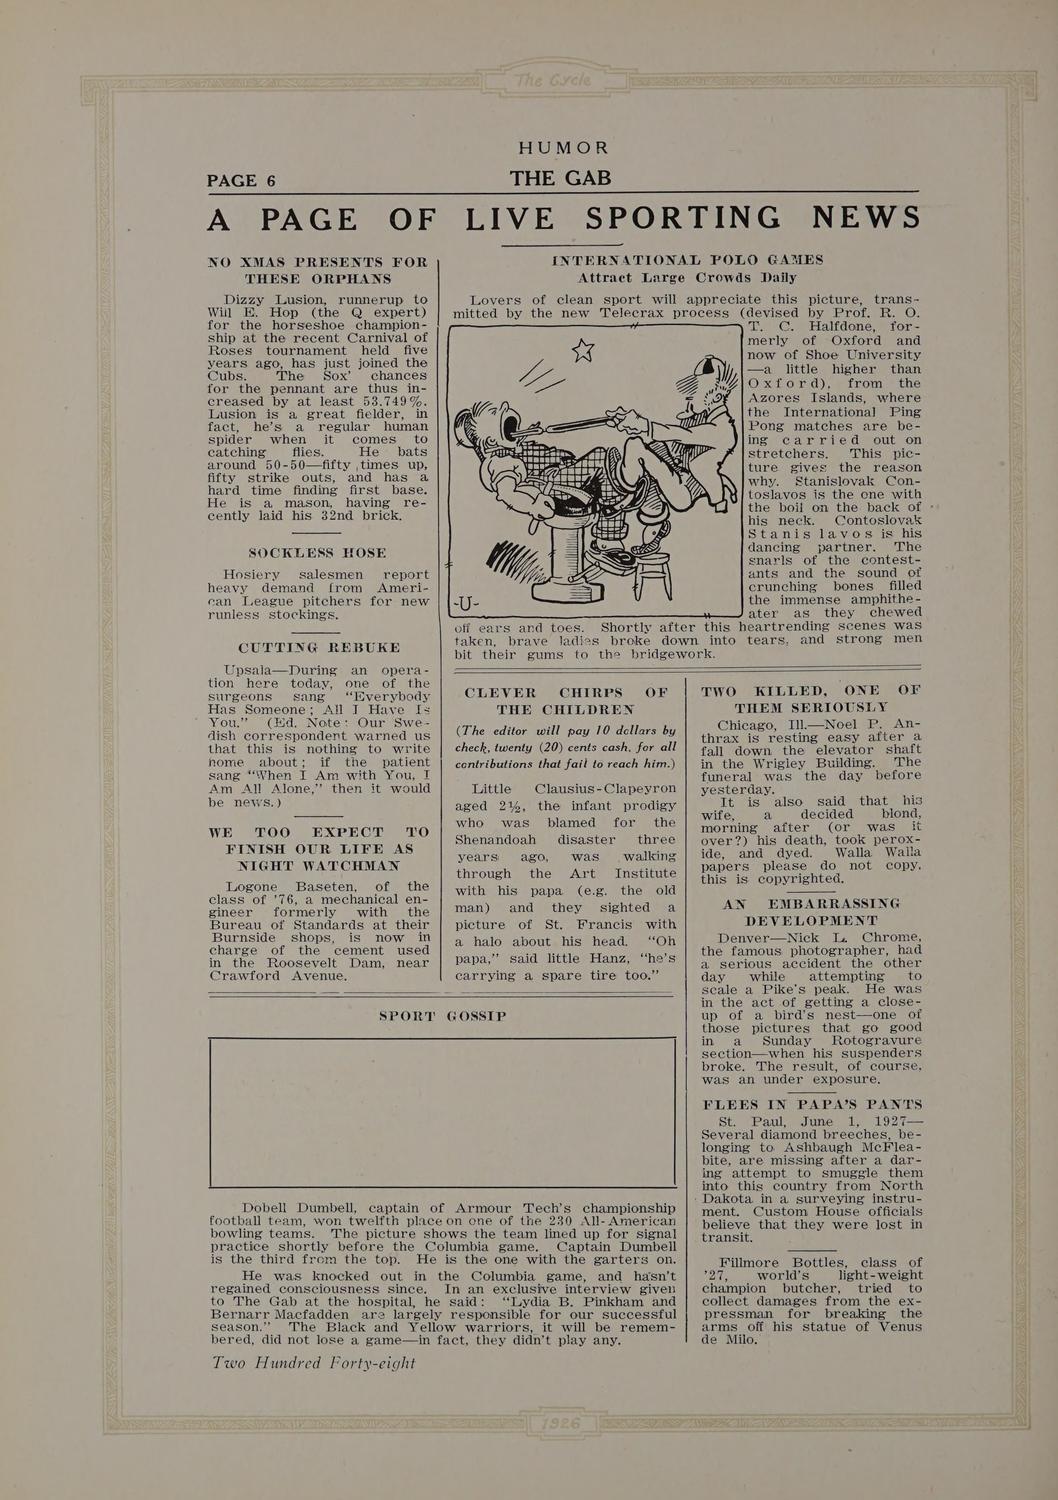 The Cycle
HUMOR
PAGE 6
THE GAB
A PAGE OF LIVE SPORTING NEWS
NO XMAS PRESENTS FOR
THESE ORPHANS
Dizzy Lusion, runnerup to
Will E. Hop (the Q expert)
for the horseshoe champion-
ship at the recent Carnival of
Roses tournament held five
years ago, has just joined the
Cubs. The Sox' chances
for the pennant are thus in-
creased by at least 53.749%.
Lusion is a great fielder, in
fact, he's a regular human
spider when it comes to
catching flies. He bats
around 50-50—fifty times up,
fifty strike outs, and has a
hard time finding first base.
He is a mason, having re-
cently laid his 32nd brick.
SOCKLESS HOSE
Hosiery salesmen report
heavy demand from Ameri-
can League pitchers for new
runless stockings.
CUTTING REBUKE
Upsala—During an opera-
tion here today, one of the
surgeons sang "Everybody
Has Someone; All I Have Is
You." (Ed. Note: Our Swe-
dish correspondent warned us
that this is nothing to write
home about; if the patient
sang "When I Am with You, I
Am All Alone," then it would
be news.)
WE TOO EXPECT TO
FINISH OUR LIFE AS
NIGHT WATCHMAN
Logone Baseten, of the
class of '76, a mechanical en-
gineer formerly with the
Bureau of Standards at their
Burnside shops, is now in
charge of the cement used
in the Roosevelt Dam, near
Crawford Avenue.
INTERNATIONAL POLO GAMES
Attract Large Crowds Daily
Lovers of clean sport will appreciate this picture, trans-
mitted by the new Telecrax process (devised by Prof. R. O.
T. C. Halfdone, for-
merly of Oxford and
now of Shoe University
—a little higher than
Oxford), from the
Azores Islands, where
the International Ping
Pong matches are be-
ing carried out on
stretchers. This pic-
ture gives the reason
why. Stanislovak Con-
toslavos is the one with
the boil on the back of
his neck. Contoslovak
Stanislavos is his
dancing partner. The
snarls of the contest-
ants and the sound of
crunching bones filled
the immense amphithe-
ater as they chewed
-U-
off ears and toes. Shortly after this heartrending scenes was
taken, brave ladies broke down into tears, and strong men
bit their gums to the bridgework.
CLEVER CHIRPS OF
THE CHILDREN
(The editor will pay 10 dollars by
check, twenty (20) cents cash, for all
contributions that fail to reach him.)
Little Clausius-Clapeyron
aged 2½, the infant prodigy
who was blamed for the
Shenandoah disaster three
years ago, was walking
through the Art Institute
with his papa (e.g. the old
man) and they sighted a
picture of St. Francis with
a halo about his head. "Oh
papa," said little Hanz, "he's
carrying a spare tire too."
TWO KILLED, ONE OF
THEM SERIOUSLY
Chicago, Ill.—Noel P. An-
thrax is resting easy after a
fall down the elevator shaft
in the Wrigley Building. The
funeral was the day before
yesterday.
It is also said that his
wife, a decided blond,
morning after (or was it
over?) his death, took perox-
ide, and dyed. Walla Walla
papers please do not copy,
this is copyrighted.
AN EMBARRASSING
DEVELOPMENT
Denver—Nick L. Chrome,
the famous photographer, had
a serious accident the other
day while attempting to
scale a Pike's peak. He was
in the act of getting a close-
up of a bird's nest—one of
those pictures that go good
in a Sunday Rotogravure
section—when his suspenders
broke. The result, of course,
was an under exposure.
FLEES IN PAPA'S PANTS
St. Paul, June 1, 1927—
Several diamond breeches, be-
longing to Ashbaugh McFlea-
bite, are missing after a dar-
ing attempt to smuggle them
into this country from North
Dakota in a surveying instru-
ment. Custom House officials
believe that they were lost in
transit.
Fillmore Bottles, class of
'27, world's light-weight
champion butcher, tried to
collect damages from the ex-
pressman for breaking the
arms off his statue of Venus
de Milo.
SPORT GOSSIP
Dobell Dumbell, captain of Armour Tech's championship
football team, won twelfth place on one of the 230 All-American
bowling teams. The picture shows the team lined up for signal
practice shortly before the Columbia game. Captain Dumbell
is the third from the top. He is the one with the garters on.
He was knocked out in the Columbia game, and hasn't
regained consciousness since. In an exclusive interview given
to The Gab at the hospital, he said: "Lydia B. Pinkham and
Bernarr Macfadden are largely responsible for our successful
season." The Black and Yellow warriors, it will be remem-
bered, did not lose a game—in fact, they didn't play any.
Two Hundred Forty-eight
1926